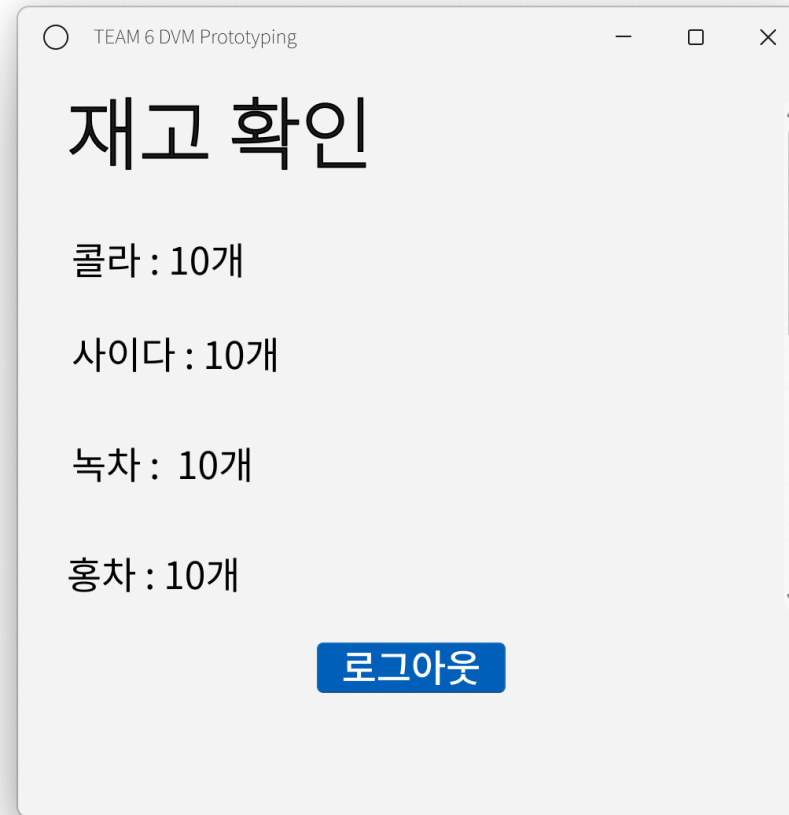 TEAM 6 DVM Prototyping
재고 확인
콜라 : 10개
사이다 : 10개
녹차 :  10개
홍차 : 10개
로그아웃